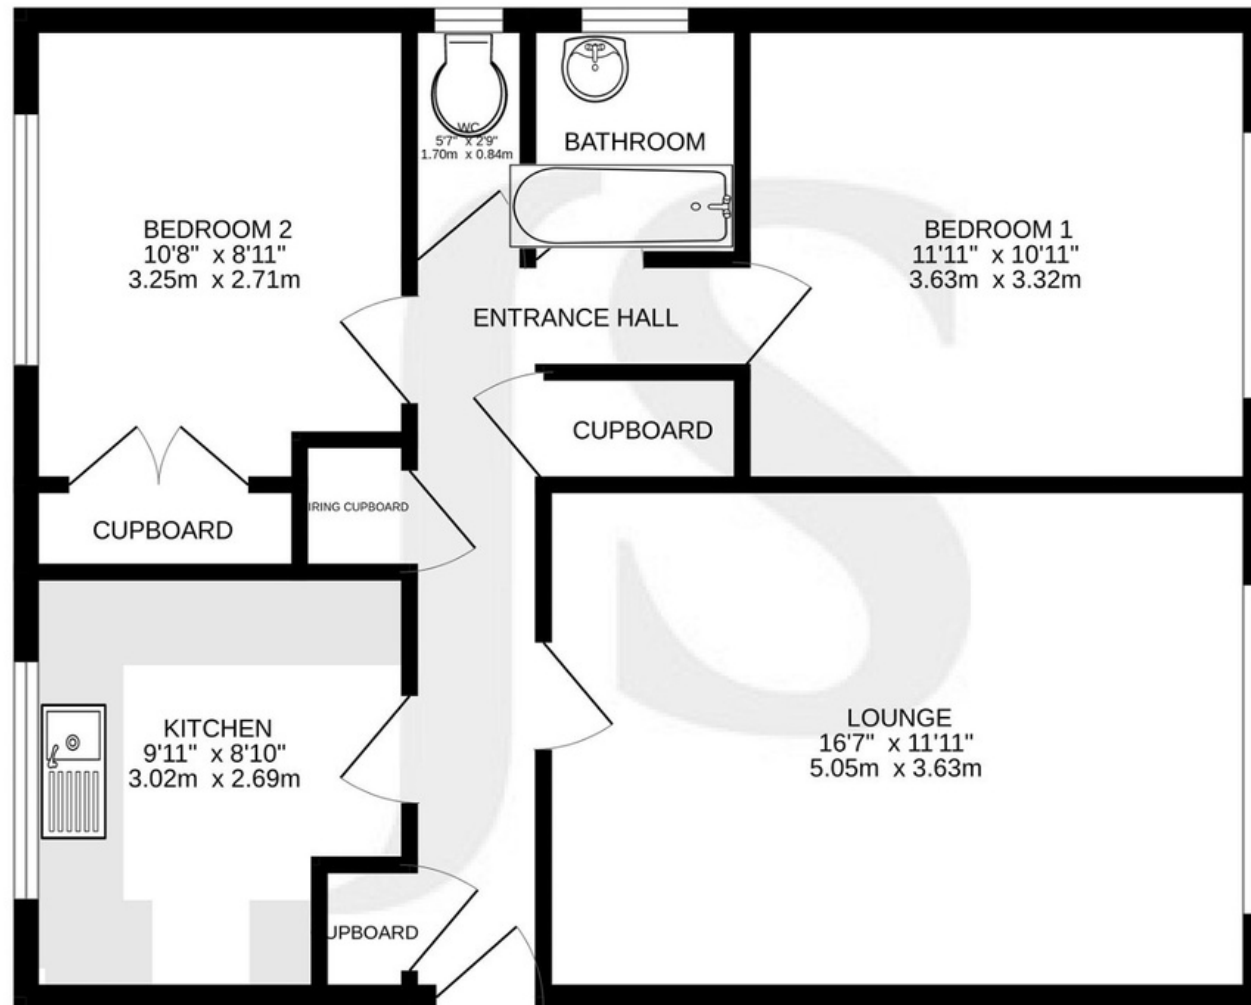 WC
5'7" x 2'9"
1.70m x 0.84m
BATHROOM
BEDROOM 2
10'8" x 8'11"
3.25m x 2.71m
BEDROOM 1
11'11" x 10'11"
3.63m x 3.32m
ENTRANCE HALL
CUPBOARD
IRING CUPBOARD
CUPBOARD
KITCHEN
9'11" x 8'10"
3.02m x 2.69m
LOUNGE
16'7" x 11'11"
5.05m x 3.63m
UPBOARD
JS